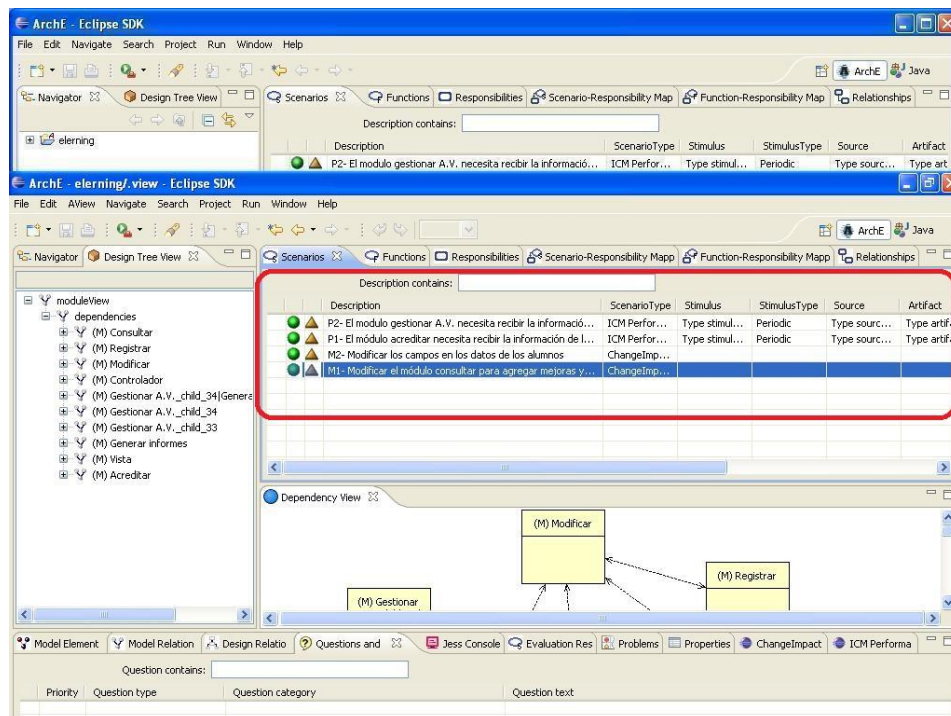 ArchE - Eclipse SDK
File Edit Navigate Search Project Run Window Help
ArchE Java
Navigator Design Tree View
Scenarios Functions Responsibilities Scenario-Responsibility Map Function-Responsibility Map Relationships
Description contains:
elerning
Description ScenarioType Stimulus StimulusType Source Artifact
P2- El modulo gestionar A.V. necesita recibir la informació... ICM Perfor... Type stimul... Periodic Type sourc... Type art
ArchE - elerning/.view - Eclipse SDK
File Edit AView Navigate Search Project Run Window Help
ArchE Java
Navigator Design Tree View
Scenarios Functions Responsibilities Scenario-Responsibility Mapp Function-Responsibility Mapp Relationships
Description contains:
Description ScenarioType Stimulus StimulusType Source Artifact
P2- El modulo gestionar A.V. necesita recibir la informació... ICM Perfor... Type stimul... Periodic Type sourc... Type artifa
P1- El módulo acreditar necesita recibir la información de l... ICM Perfor... Type stimul... Periodic Type sourc... Type artifa
M2- Modificar los campos en los datos de los alumnos ChangeImp...
M1- Modificar el módulo consultar para agregar mejoras y... ChangeImp...
moduleView
dependencies
(M) Consultar
(M) Registrar
(M) Modificar
(M) Controlador
(M) Gestionar A.V._child_34|Genera
(M) Gestionar A.V._child_34
(M) Gestionar A.V._child_33
(M) Generar informes
(M) Vista
(M) Acreditar
Dependency View
(M) Modificar
(M) Registrar
(M) Gestionar
Model Element Model Relation Design Relatio Questions and Jess Console Evaluation Res Problems Properties ChangeImpact ICM Performa
Question contains:
Priority Question type Question category Question text